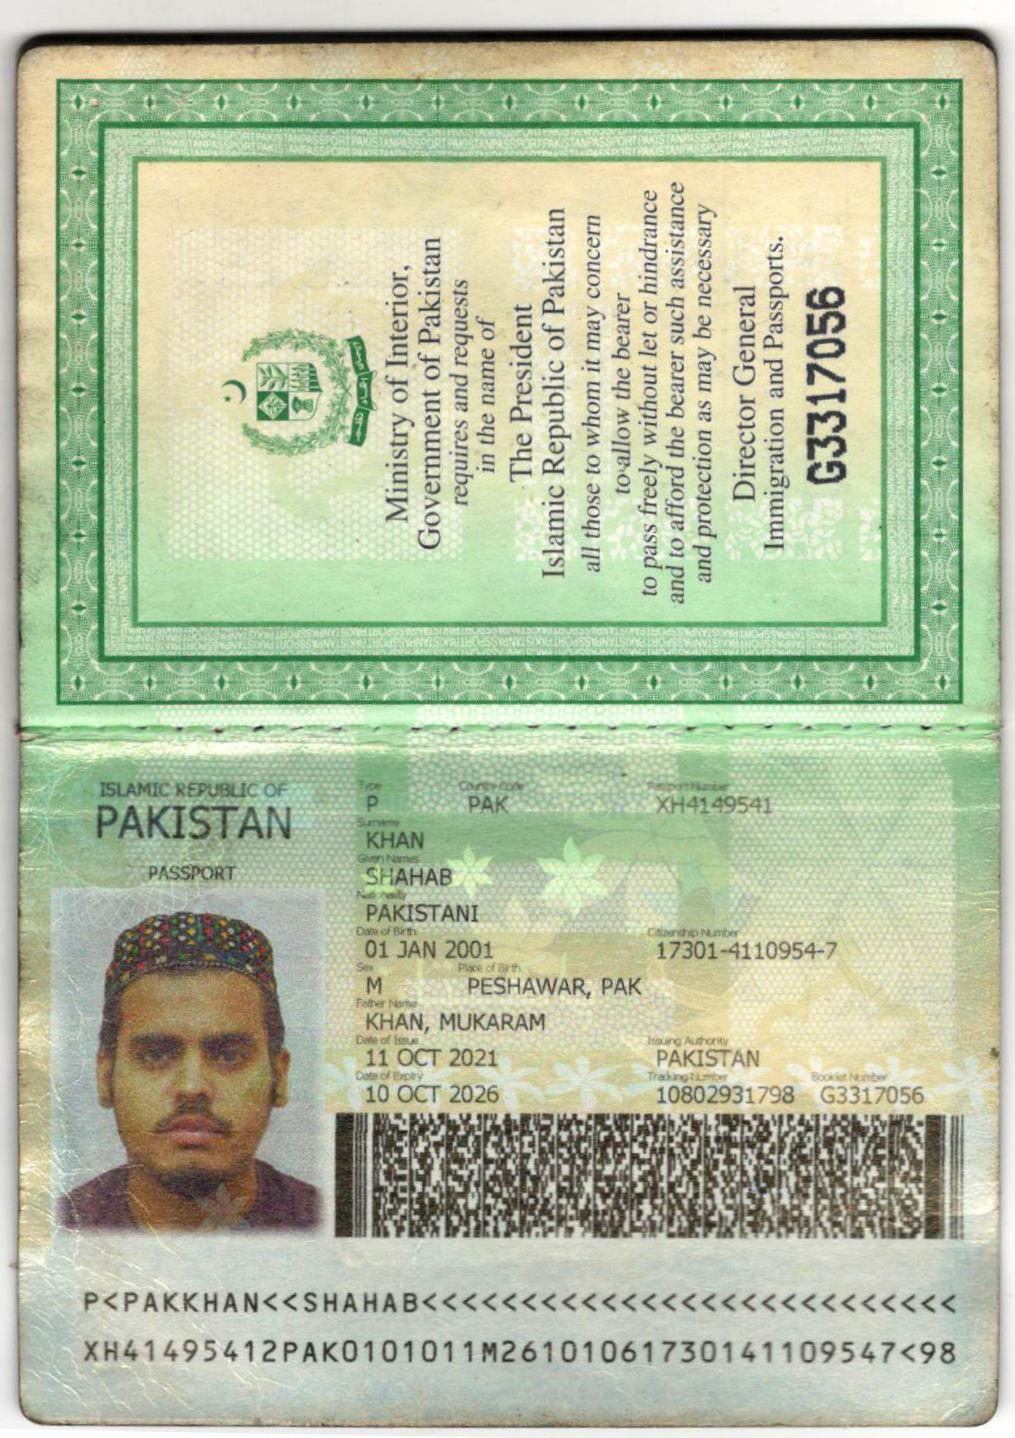 Ministry of Interior,
Government of Pakistan
requires and requests
in the name of
The President
Islamic Republic of Pakistan
all those to whom it may concern
to allow the bearer
to pass freely without let or hindrance
and to afford the bearer such assistance
and protection as may be necessary
Director General
Immigration and Passports.
G3317056
ISLAMIC REPUBLIC OF
PAKISTAN
PASSPORT
Type Country Code Passport Number
P PAK XH4149541
Surname
KHAN
Given Names
SHAHAB
Nationality
PAKISTANI
Date of Birth Citizenship Number
01 JAN 2001 17301-4110954-7
Sex Place of Birth
M PESHAWAR, PAK
Father Name
KHAN, MUKARAM
Date of Issue Issuing Authority
11 OCT 2021 PAKISTAN
Date of Expiry Tracking Number Booklet Number
10 OCT 2026 10802931798 G3317056
P<PAKKHAN<<SHAHAB<<<<<<<<<<<<<<<<<<<<<<<<<<<
XH41495412PAK0101011M26101061730141109547<98